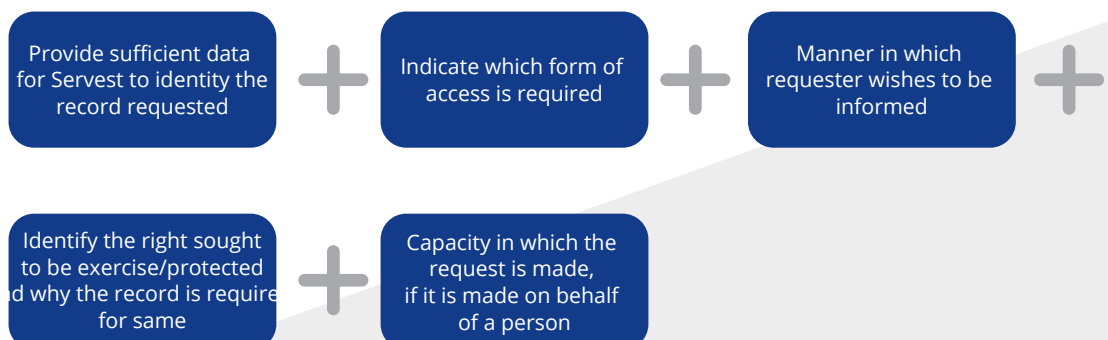 Provide sufficient data
for Servest to identity the
record requested
Indicate which form of
access is required
Manner in which
requester wishes to be
informed
Identify the right sought
to be exercise/protected
nd why the record is require
for same
Capacity in which the
request is made,
if it is made on behalf
of a person